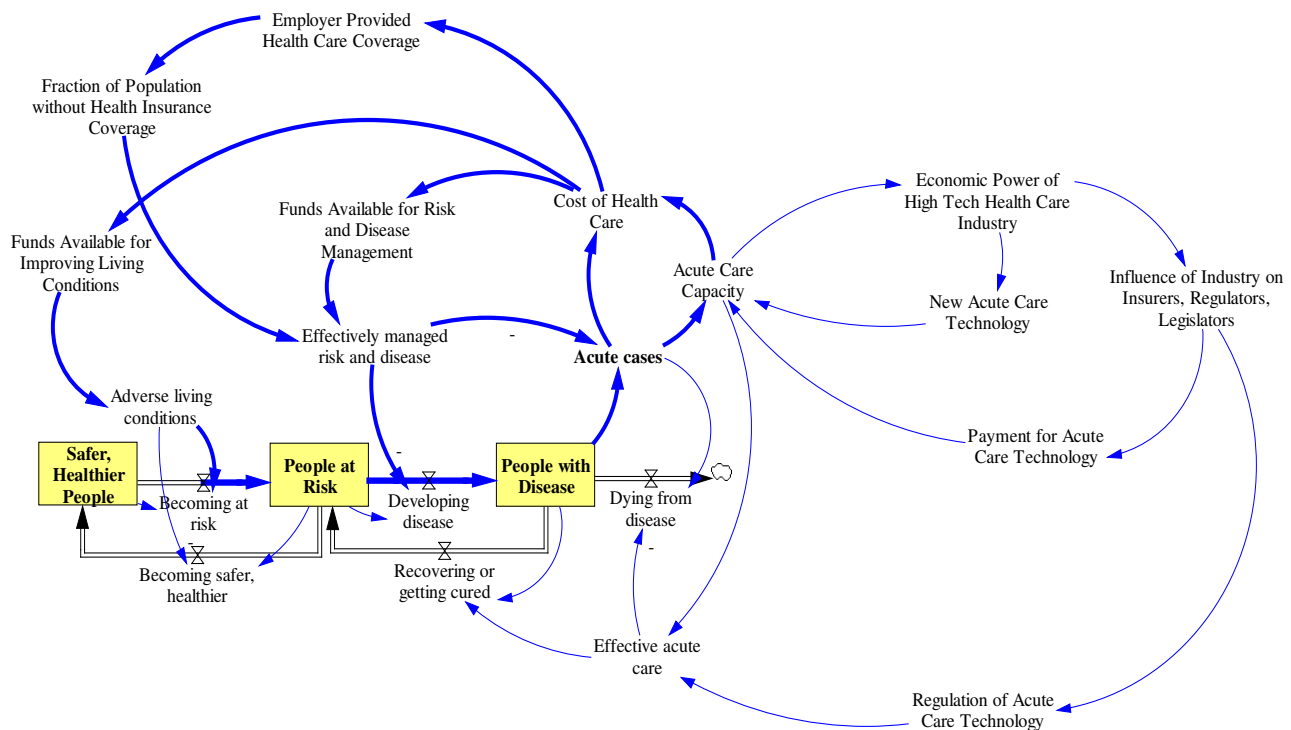 Employer Provided
Health Care Coverage
Fraction of Population
without Health Insurance
Coverage
Cost of Health
Care
Funds Available for Risk
and Disease
Management
Funds Available for
Improving Living
Conditions
Economic Power of
High Tech Health Care
Industry
Acute Care
Capacity
Influence of Industry on
Insurers, Regulators,
Legislators
New Acute Care
Technology
Effectively managed
risk and disease
-
Acute cases
Adverse living
conditions
Payment for Acute
Care Technology
Safer,
Healthier
People
People at
Risk
-
People with
Disease
Becoming at
risk
Developing
disease
Dying from
disease
-
-
Becoming safer,
healthier
Recovering or
getting cured
Effective acute
care
Regulation of Acute
Care Technology